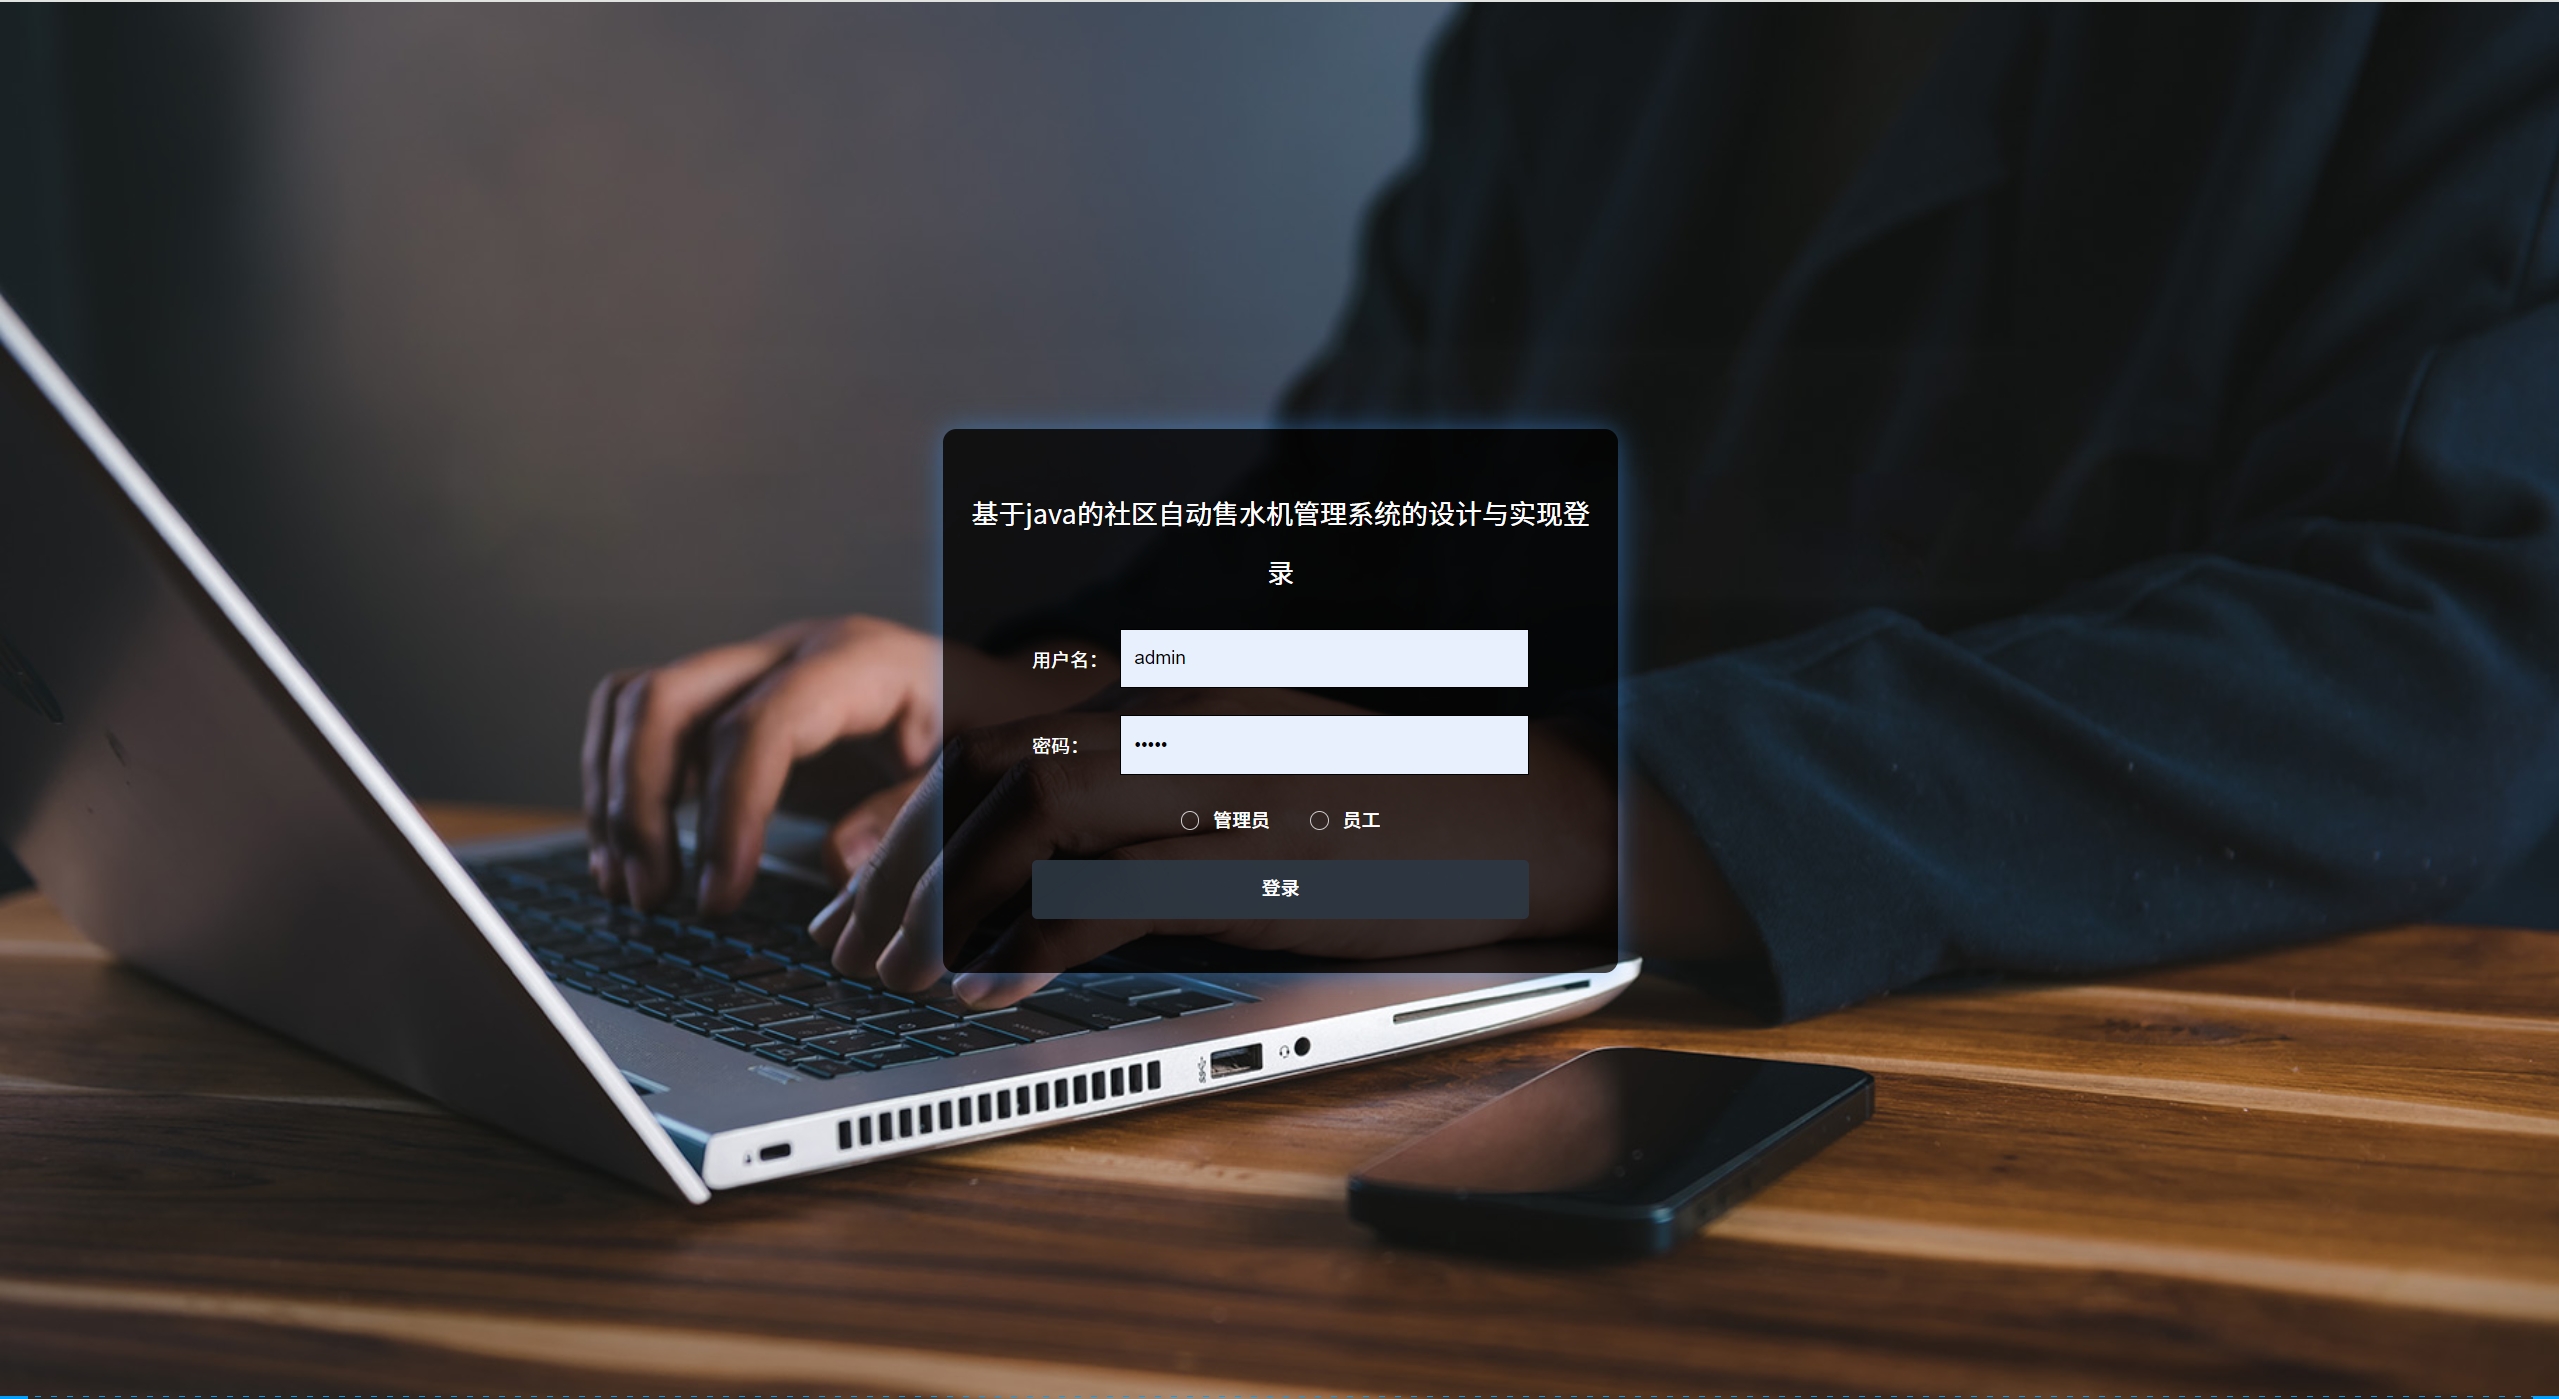 基于java的社区自动售水机管理系统的设计与实现登
录
用户名：
admin
密码：
•••••
管理员
员工
登录